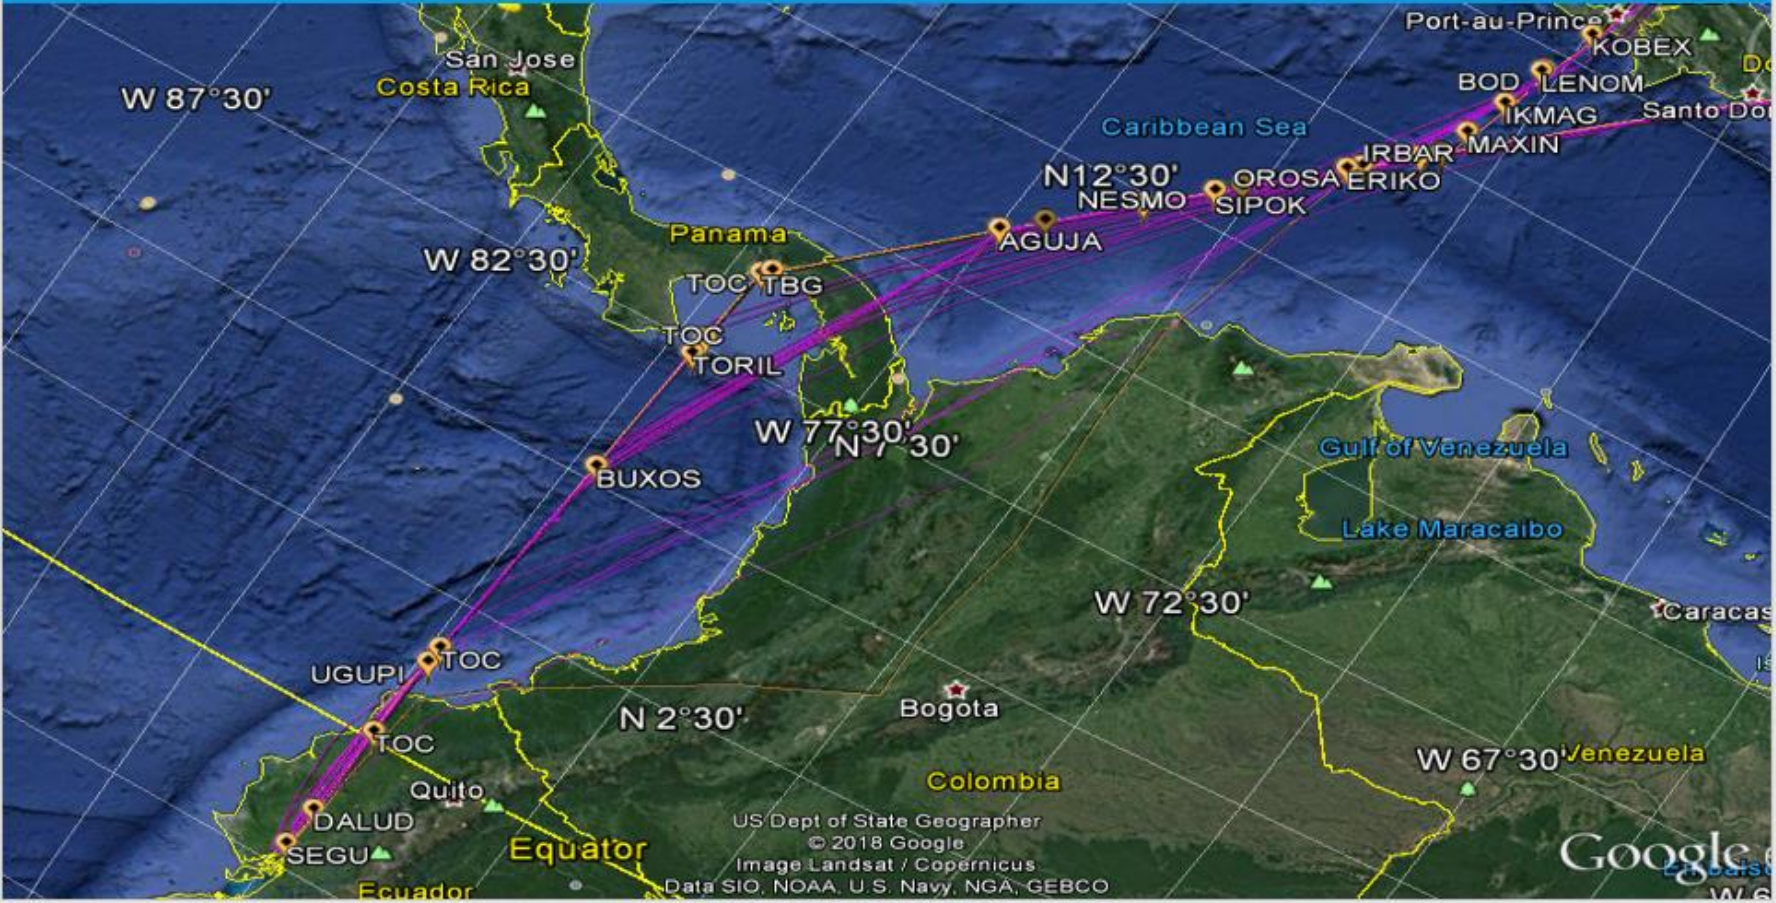 Port-au-Prince
KOBEX
San Jose
Costa Rica
W 87°30'
BOD
LENOM
IKMAG
Santo Do
Caribbean Sea
MAXIN
IRBAR
N12°30'
OROSA
ERIKO
NESMO
SIPOK
Panama
AGUJA
W 82°30'
TOC
TBG
TOC
TORIL
W 77°30'
N 7°30'
Gulf of Venezuela
BUXOS
Lake Maracaibo
W 72°30'
Caracas
UGUPI
TOC
Bogota
N 2°30'
TOC
W 67°30'
Venezuela
Colombia
Quito
DALUD
US Dept of State Geographer
© 2018 Google
Equator
SEGU
Image Landsat / Copernicus
Google
Data SIO, NOAA, U.S. Navy, NGA, GEBCO
Ecuador
W 6